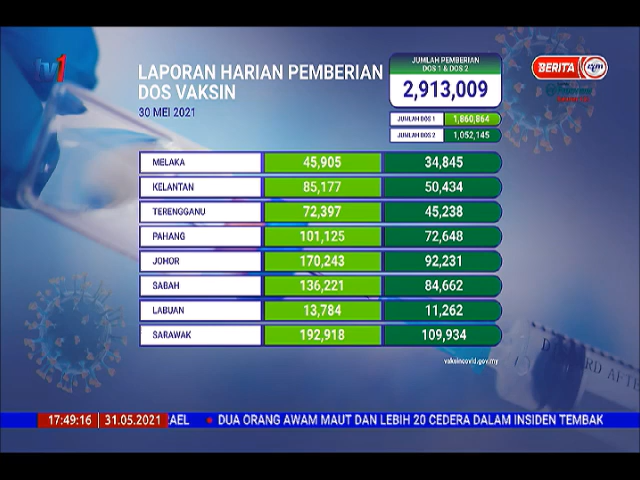 tv1
LAPORAN HARIAN PEMBERIAN
DOS VAKSIN
30 MEI 2021
JUMLAH PEMBERIAN
DOS 1 & DOS 2
2,913,009
JUMLAH DOS 1 1,860,864
JUMLAH DOS 2 1,052,145
BERITA
MELAKA 45,905 34,845
KELANTAN 85,177 50,434
TERENGGANU 72,397 45,238
PAHANG 101,125 72,648
JOHOR 170,243 92,231
SABAH 136,221 84,662
LABUAN 13,784 11,262
SARAWAK 192,918 109,934
vaksincovid.gov.my
17:49:16 31.05.2021 RAEL • DUA ORANG AWAM MAUT DAN LEBIH 20 CEDERA DALAM INSIDEN TEMBAK